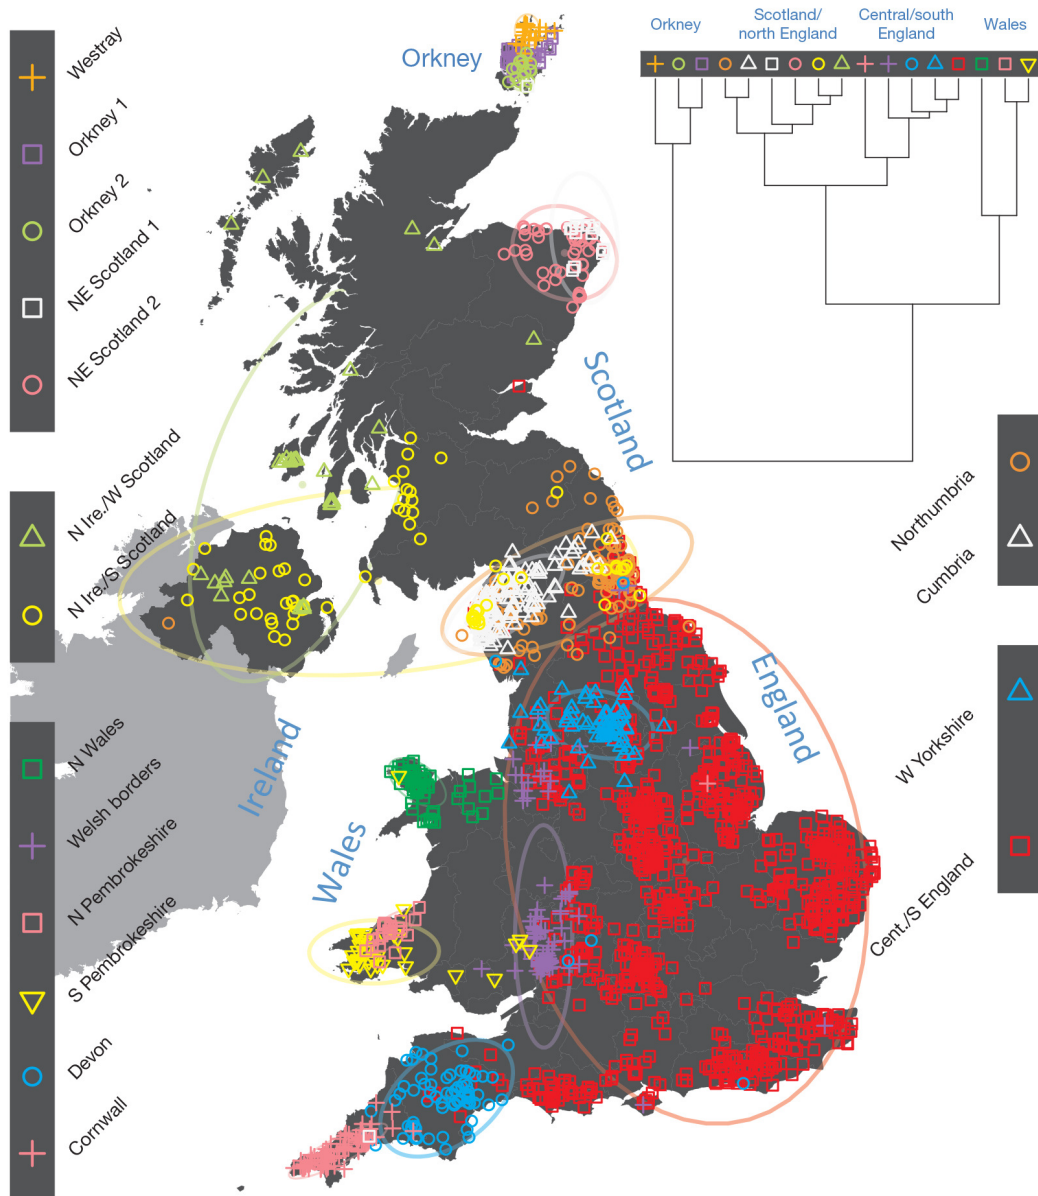 Orkney
Scotland/
north England
Central/south
England
Wales
Westray
Orkney
Orkney 1
Orkney 2
NE Scotland 1
NE Scotland 2
Scotland
N Ire./W Scotland
N Ire./S Scotland
Northumbria
Cumbria
England
Ireland
Wales
N Wales
Welsh borders
N Pembrokeshire
S Pembrokeshire
Devon
Cornwall
W Yorkshire
Cent./S England